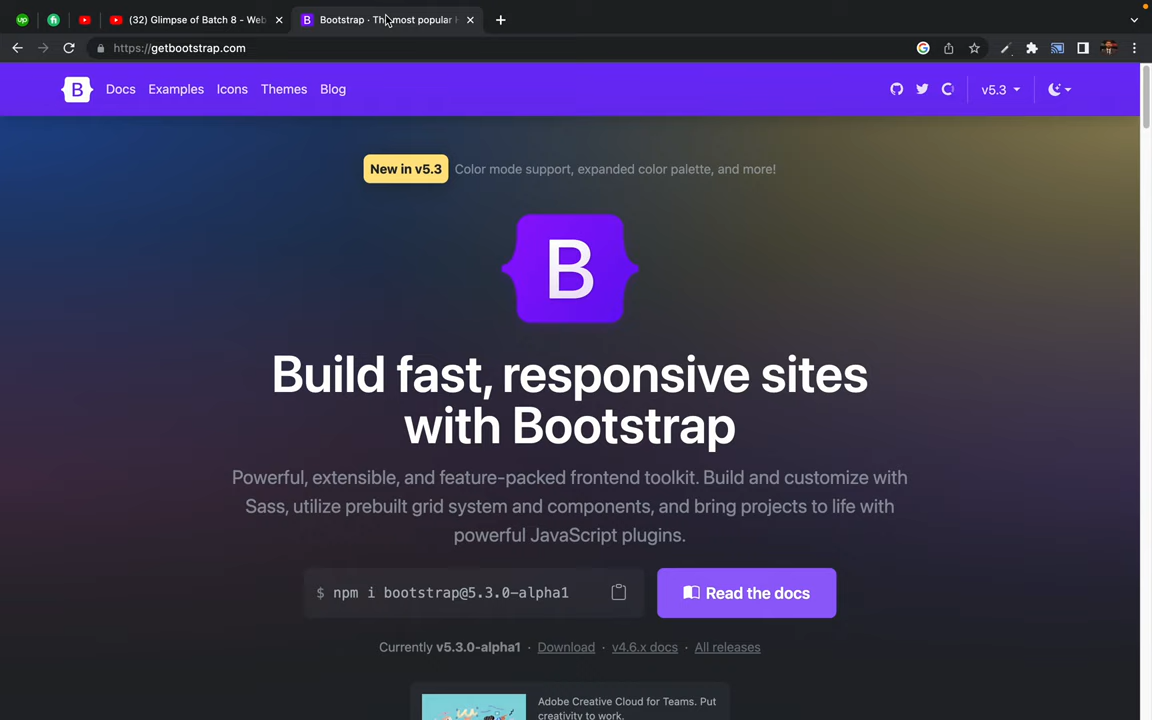 (32) Glimpse of Batch 8 - Web
Bootstrap · The most popular
https://getbootstrap.com
B
Docs Examples Icons Themes Blog
v5.3
New in v5.3 Color mode support, expanded color palette, and more!
B
Build fast, responsive sites
with Bootstrap
Powerful, extensible, and feature-packed frontend toolkit. Build and customize with
Sass, utilize prebuilt grid system and components, and bring projects to life with
powerful JavaScript plugins.
$ npm i bootstrap@5.3.0-alpha1
Read the docs
Currently v5.3.0-alpha1 · Download · v4.6.x docs · All releases
Adobe Creative Cloud for Teams. Put
creativity to work.